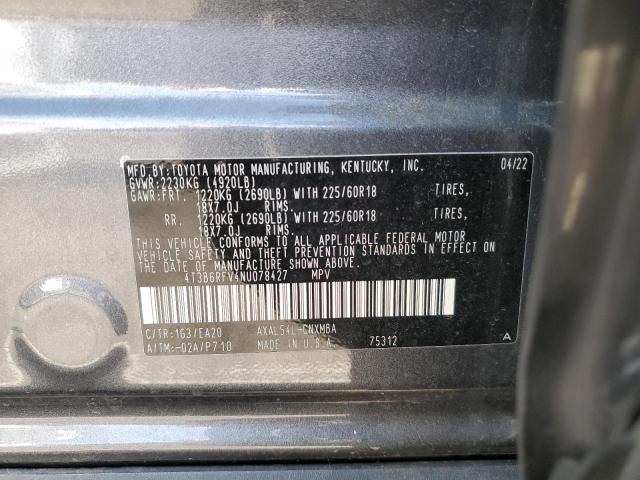 MFD.BY:TOYOTA MOTOR MANUFACTURING, KENTUCKY, INC. 04/22
GVWR:2230KG (4920LB)
GAWR:FRT. 1220KG (2690LB) WITH 225/60R18 TIRES,
18X7.0J RIMS.
RR. 1220KG (2690LB) WITH 225/60R18 TIRES,
18X7.0J RIMS.
THIS VEHICLE CONFORMS TO ALL APPLICABLE FEDERAL MOTOR
VEHICLE SAFETY AND THEFT PREVENTION STANDARDS IN EFFECT
ON THE DATE OF MANUFACTURE SHOWN ABOVE.
4T3B6RFV4NU078427 MPV
C/TR:1G3/EA20 AXAL54L-CNXMBA
A/TM:-02A/P710 MADE IN U.S.A. 75312 A